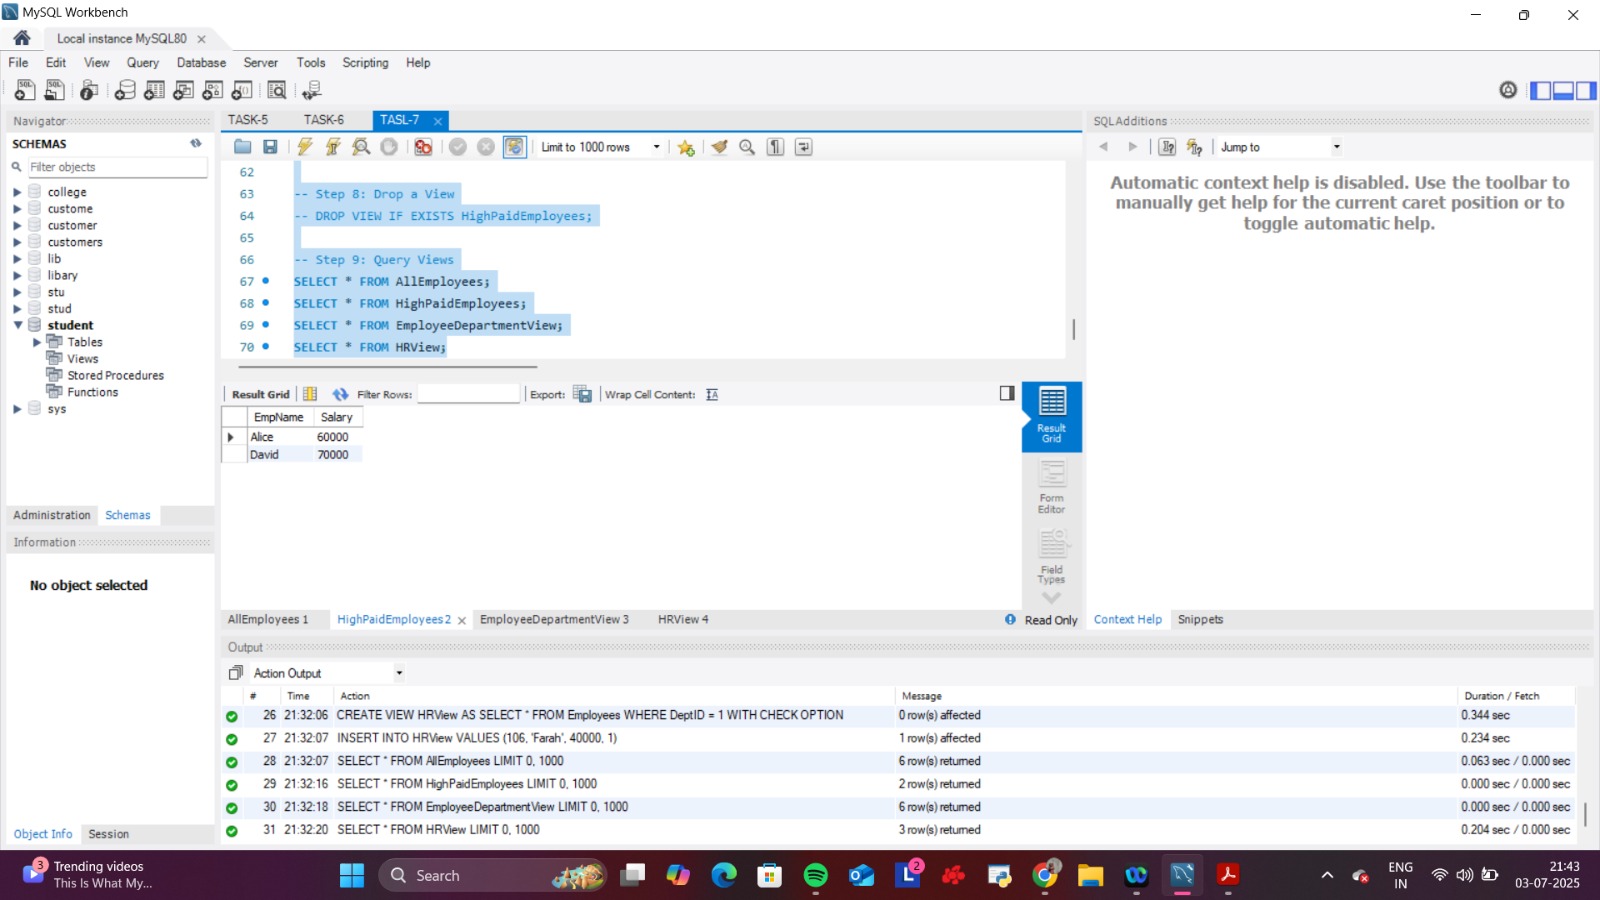 MySQL Workbench
Local instance MySQL80
File Edit View Query Database Server Tools Scripting Help
Navigator
SCHEMAS
Filter objects
college
custome
customer
customers
lib
libary
stu
stud
student
Tables
Views
Stored Procedures
Functions
sys
Administration Schemas
Information
No object selected
Object Info Session
TASK-5 TASK-6 TASL-7
Limit to 1000 rows
62
63 -- Step 8: Drop a View
64 -- DROP VIEW IF EXISTS HighPaidEmployees;
65
66 -- Step 9: Query Views
67 SELECT * FROM AllEmployees;
68 SELECT * FROM HighPaidEmployees;
69 SELECT * FROM EmployeeDepartmentView;
70 SELECT * FROM HRView;
Result Grid Filter Rows: Export: Wrap Cell Content:
EmpName Salary
Alice 60000
David 70000
Result Grid
Form Editor
Field Types
AllEmployees 1 HighPaidEmployees 2 EmployeeDepartmentView 3 HRView 4 Read Only
SQLAdditions
Jump to
Automatic context help is disabled. Use the toolbar to
manually get help for the current caret position or to
toggle automatic help.
Context Help Snippets
Output
Action Output
# Time Action Message Duration / Fetch
26 21:32:06 CREATE VIEW HRView AS SELECT * FROM Employees WHERE DeptID = 1 WITH CHECK OPTION 0 row(s) affected 0.344 sec
27 21:32:07 INSERT INTO HRView VALUES (106, 'Farah', 40000, 1) 1 row(s) affected 0.234 sec
28 21:32:07 SELECT * FROM AllEmployees LIMIT 0, 1000 6 row(s) returned 0.063 sec / 0.000 sec
29 21:32:16 SELECT * FROM HighPaidEmployees LIMIT 0, 1000 2 row(s) returned 0.000 sec / 0.000 sec
30 21:32:18 SELECT * FROM EmployeeDepartmentView LIMIT 0, 1000 6 row(s) returned 0.000 sec / 0.000 sec
31 21:32:20 SELECT * FROM HRView LIMIT 0, 1000 3 row(s) returned 0.204 sec / 0.000 sec
3
Trending videos
This Is What My...
Search
L 2
ENG
IN
21:43
03-07-2025